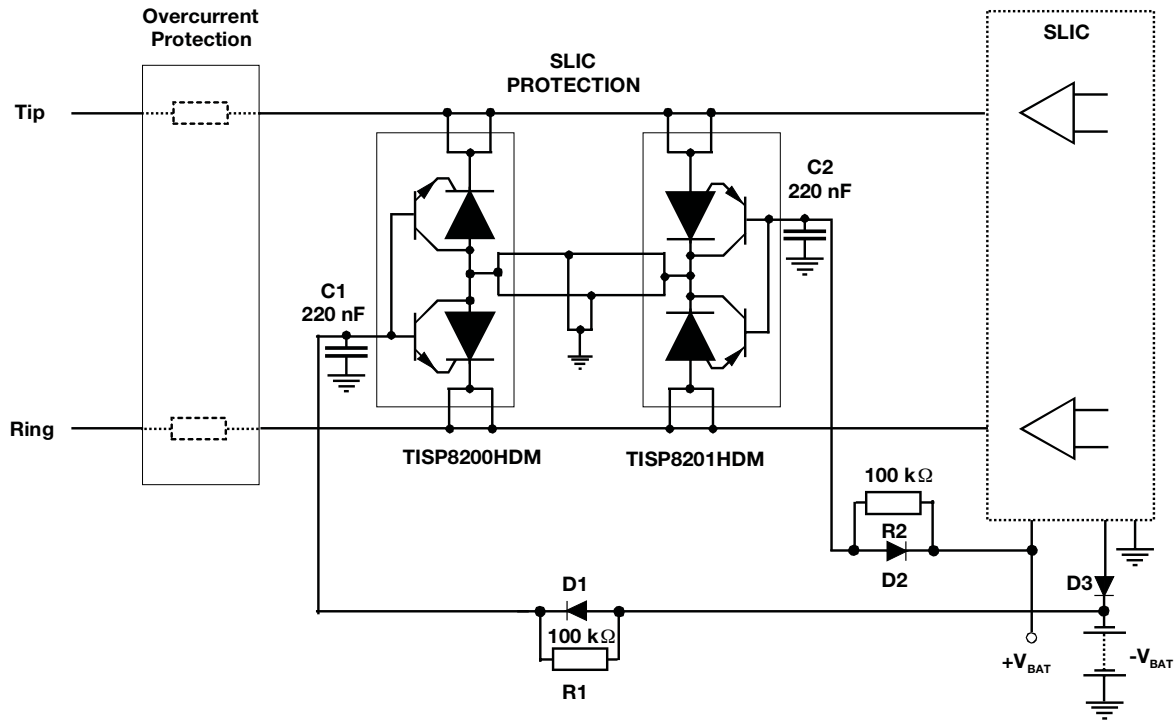 Overcurrent
Protection
SLIC
SLIC
PROTECTION
Tip
C2
220 nF
C1
220 nF
Ring
TISP8200HDM
TISP8201HDM
100 kΩ
R2
D2
D1
D3
100 kΩ
R1
+VBAT
-VBAT